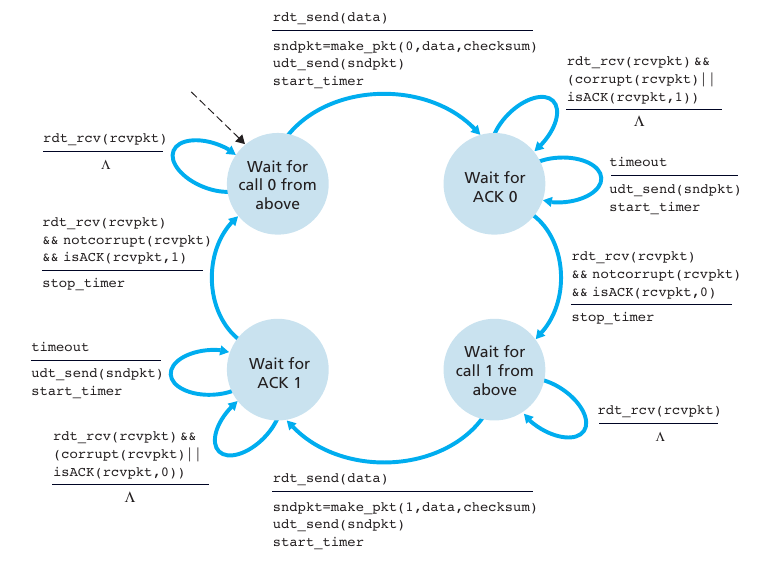 rdt_send(data)
sndpkt=make_pkt(0,data,checksum)
udt_send(sndpkt)
start_timer
rdt_rcv(rcvpkt) &&
(corrupt(rcvpkt)||
isACK(rcvpkt,1))
Λ
rdt_rcv(rcvpkt)
Λ
Wait for
call 0 from
above
Wait for
ACK 0
timeout
udt_send(sndpkt)
start_timer
rdt_rcv(rcvpkt)
&& notcorrupt(rcvpkt)
&& isACK(rcvpkt,1)
stop_timer
rdt_rcv(rcvpkt)
&& notcorrupt(rcvpkt)
&& isACK(rcvpkt,0)
stop_timer
timeout
udt_send(sndpkt)
start_timer
Wait for
ACK 1
Wait for
call 1 from
above
rdt_rcv(rcvpkt)
Λ
rdt_rcv(rcvpkt) &&
(corrupt(rcvpkt)||
isACK(rcvpkt,0))
Λ
rdt_send(data)
sndpkt=make_pkt(1,data,checksum)
udt_send(sndpkt)
start_timer